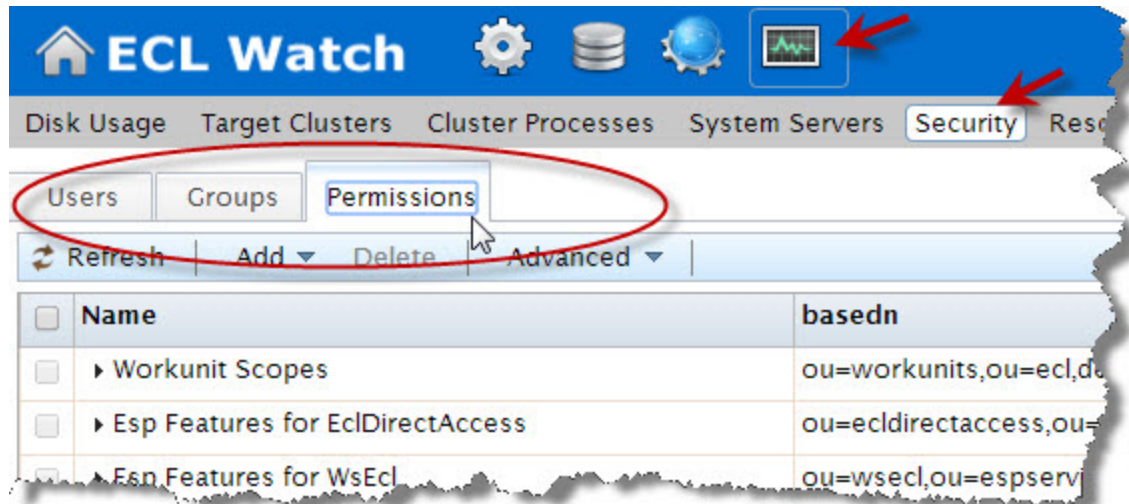 ECL Watch
Disk Usage Target Clusters Cluster Processes System Servers Security
Users Groups Permissions
Refresh Add Delete Advanced
Name basedn
Workunit Scopes ou=workunits,ou=ecl,
Esp Features for EclDirectAccess ou=ecldirectaccess,ou=
Esp Features for WsEcl ou=wsecl,ou=espserv